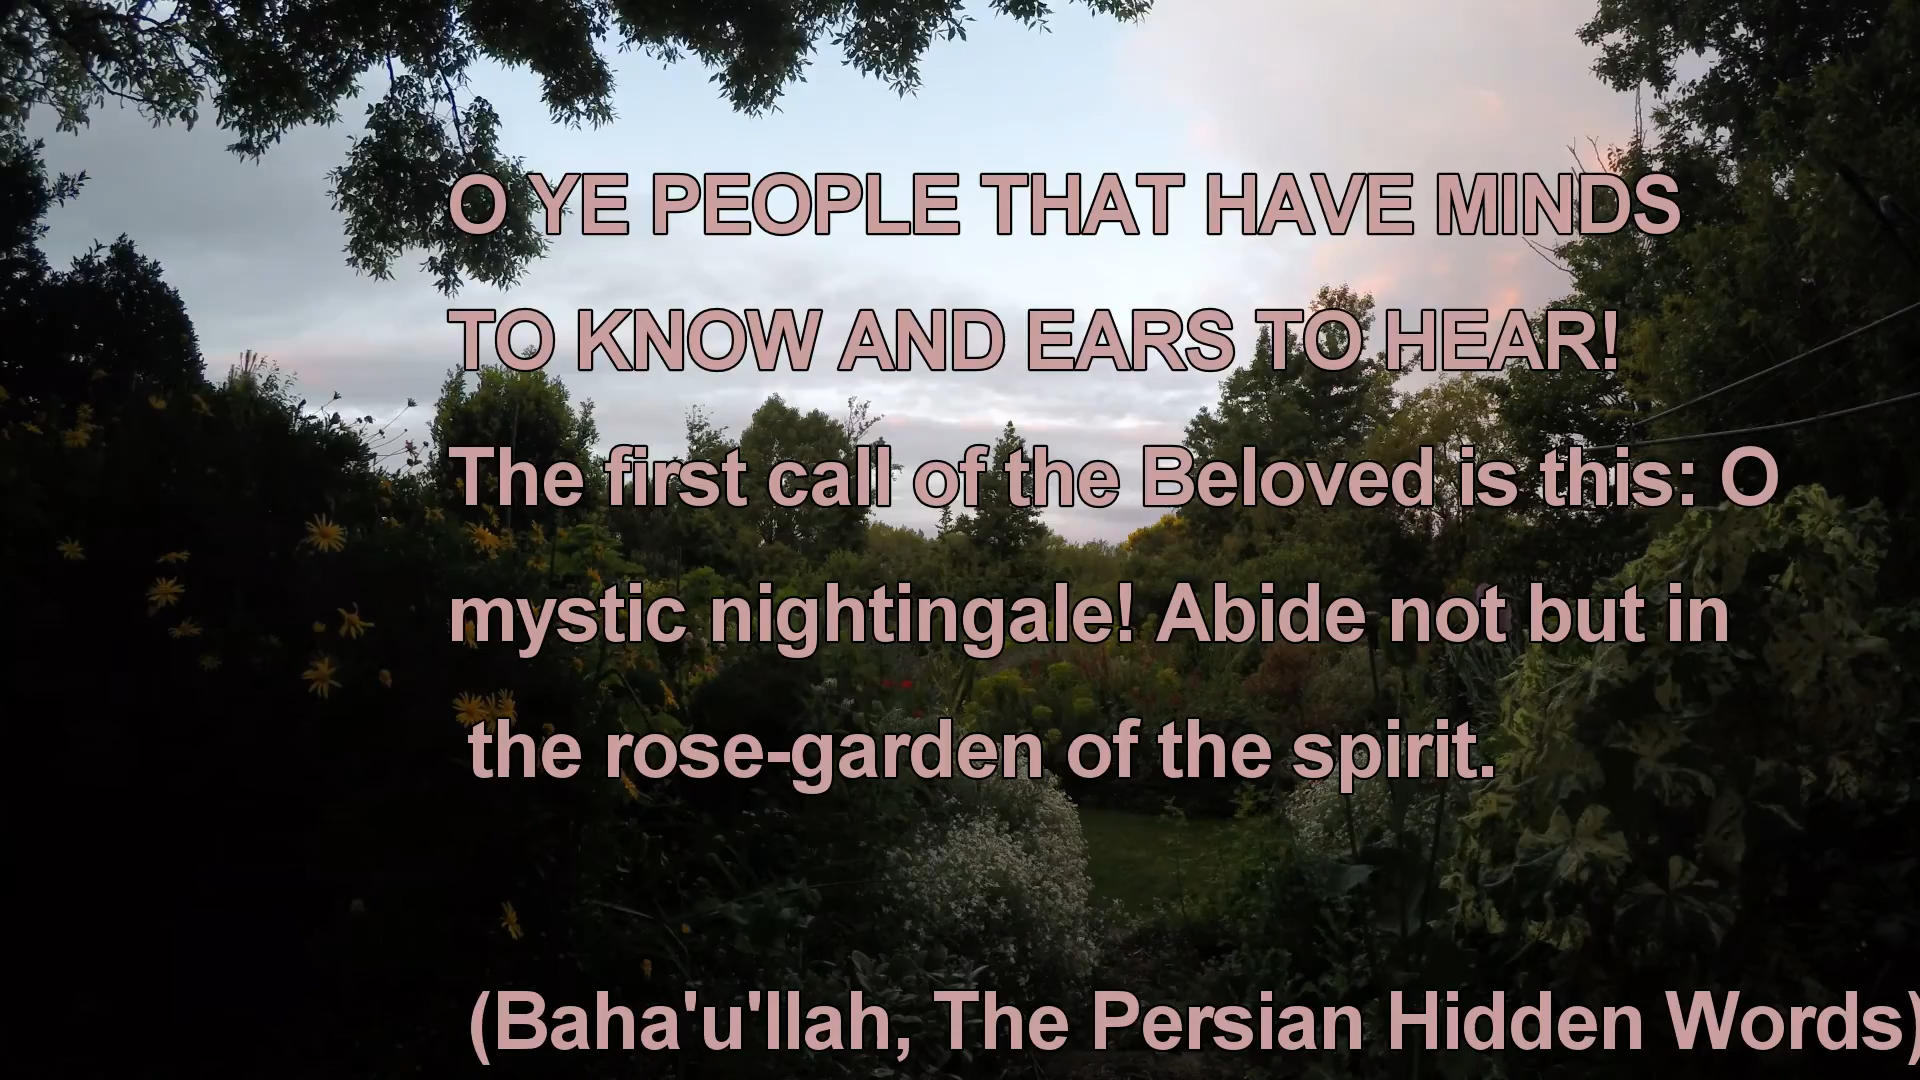 O YE PEOPLE THAT HAVE MINDS
TO KNOW AND EARS TO HEAR!
The first call of the Beloved is this: O
mystic nightingale! Abide not but in
the rose-garden of the spirit.
(Baha'u'llah, The Persian Hidden Words)